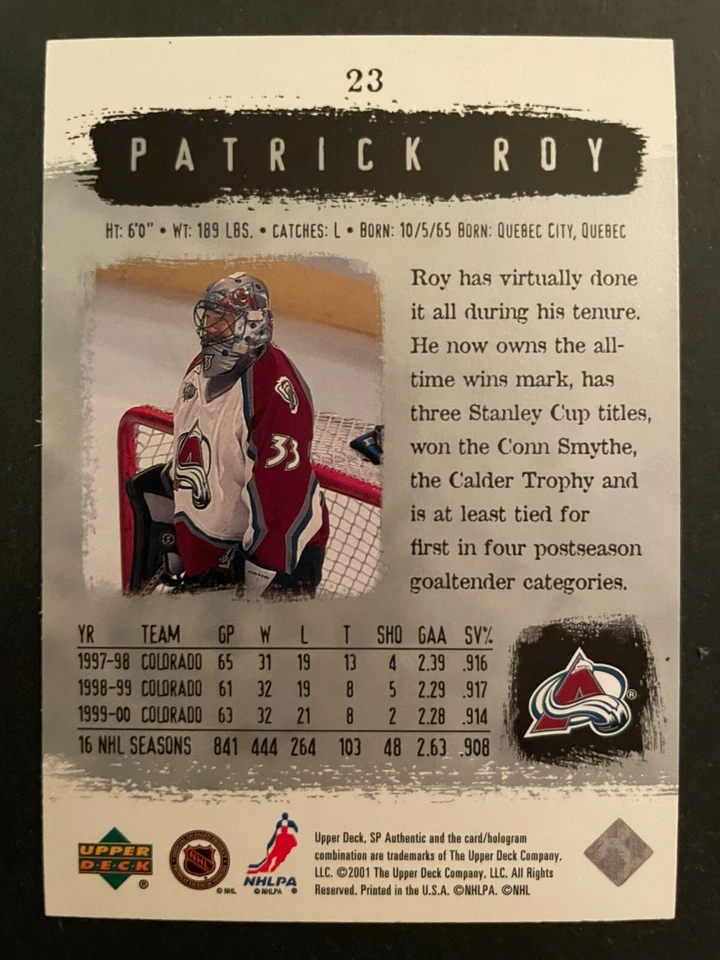 23
PATRICK ROY
HT: 6'0" • WT: 189 LBS. • CATCHES: L • BORN: 10/5/65 BORN: QUEBEC CITY, QUEBEC
Roy has virtually done
it all during his tenure.
He now owns the all-
time wins mark, has
three Stanley Cup titles,
won the Conn Smythe,
the Calder Trophy and
is at least tied for
first in four postseason
goaltender categories.
33
YR TEAM GP W L T SHO GAA SV%
1997-98 COLORADO 65 31 19 13 4 2.39 .916
1998-99 COLORADO 61 32 19 8 5 2.29 .917
1999-00 COLORADO 63 32 21 8 2 2.28 .914
16 NHL SEASONS 841 444 264 103 48 2.63 .908
A ®
UPPER
DECK ®
NHL
© NHL
NHLPA
© NHLPA ®
Upper Deck, SP Authentic and the card/hologram
combination are trademarks of The Upper Deck Company,
LLC. ©2001 The Upper Deck Company, LLC. All Rights
Reserved. Printed in the U.S.A. ©NHLPA. ©NHL